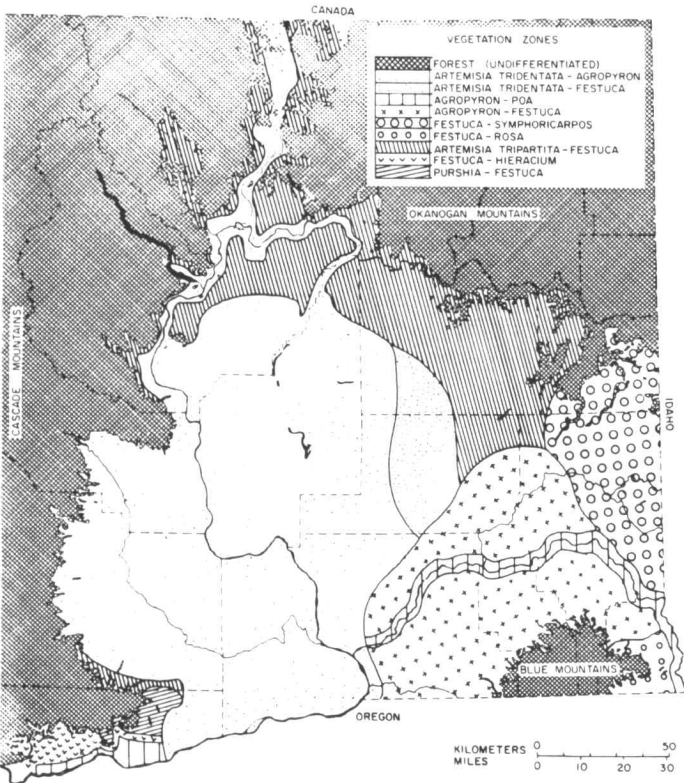 CANADA
VEGETATION ZONES
FOREST (UNDIFFERENTIATED)
ARTEMISIA TRIDENTATA - AGROPYRON
ARTEMISIA TRIDENTATA - FESTUCA
AGROPYRON - POA
AGROPYRON - FESTUCA
FESTUCA - SYMPHORICARPOS
FESTUCA - ROSA
ARTEMISIA TRIPARTITA - FESTUCA
FESTUCA - HIERACIUM
PURSHIA - FESTUCA
OKANOGAN MOUNTAINS
CASCADE MOUNTAINS
IDAHO
BLUE MOUNTAINS
OREGON
KILOMETERS 0 50
MILES 0 10 20 30